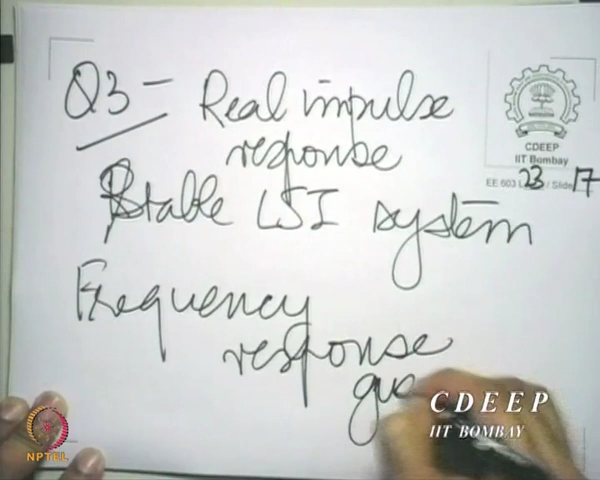 Q3 - Real impulse
response
Stable LSI system
Frequency
response
CDEEP
IIT Bombay
EE 603 L 23 / Slide 17
CDEEP
IIT BOMBAY
NPTEL